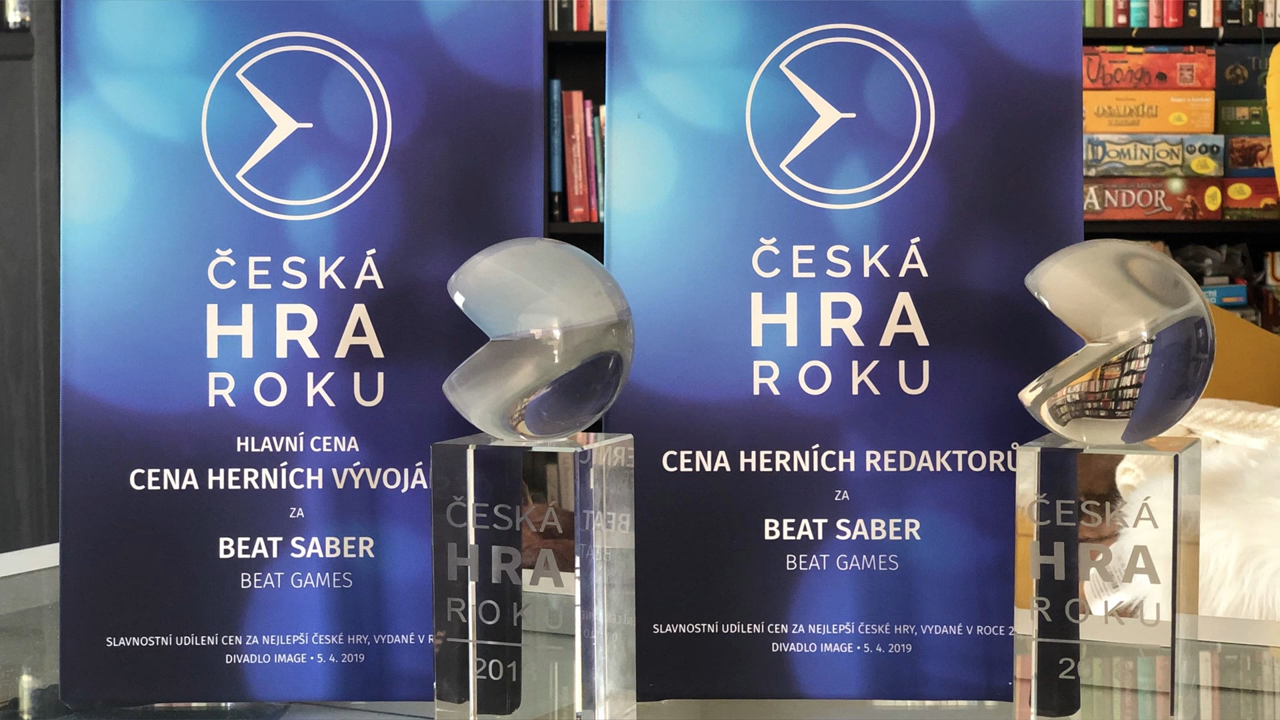 ČESKÁ
HRA
ROKU
HLAVNÍ CENA
CENA HERNÍCH
ZA
BEAT SABER
BEAT GAMES
SLAVNOSTNÍ UDÍLENÍ CEN ZA NEJLEPŠÍ ČESKÉ HRY, VYDANÉ V
DIVADLO IMAGE • 5. 4. 2019
ČESKÁ
HRA
ROKU
ČESKÁ
HRA
ROKU
CENA HERNÍCH REDAKTORŮ
ZA
BEAT SABER
BEAT GAMES
SLAVNOSTNÍ UDÍLENÍ CEN ZA NEJLEPŠÍ ČESKÉ HRY, VYDANÉ V ROCE
DIVADLO IMAGE • 5. 4. 2019
ČESKÁ
HRA
ROKU
Ubongo
OSADNÍCI
DOMINION
ANDOR